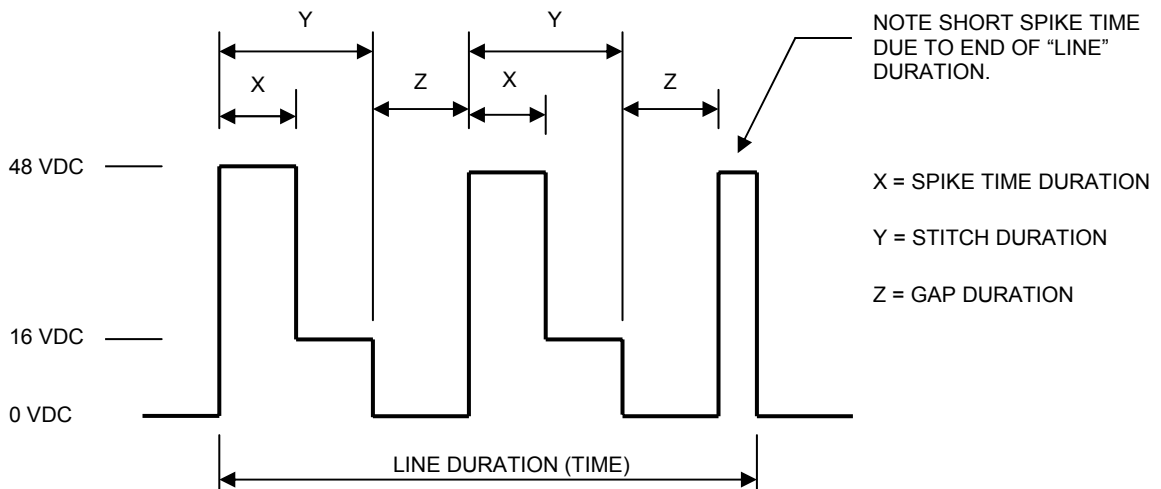 Y
Y
NOTE SHORT SPIKE TIME
DUE TO END OF “LINE”
DURATION.
X
Z
X
Z
48 VDC
X = SPIKE TIME DURATION
Y = STITCH DURATION
Z = GAP DURATION
16 VDC
0 VDC
LINE DURATION (TIME)